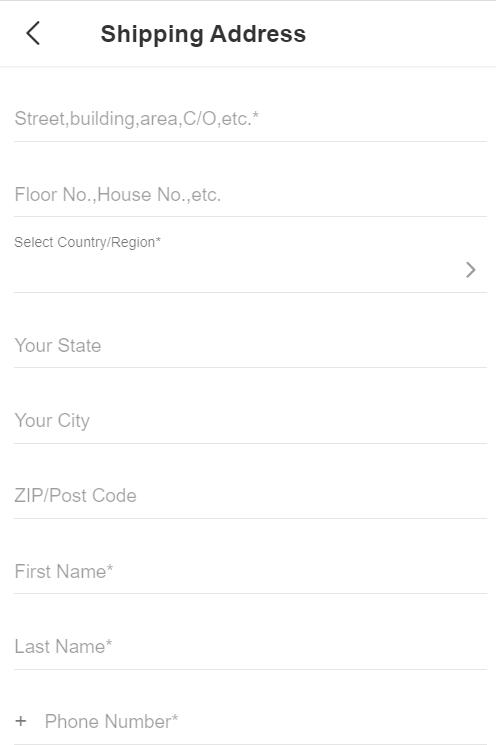 Shipping Address
Street,building,area,C/O,etc.*
Floor No.,House No.,etc.
Select Country/Region*
Your State
Your City
ZIP/Post Code
First Name*
Last Name*
+ Phone Number*